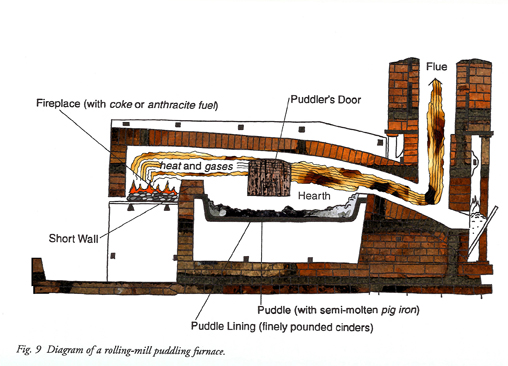 Flue
Fireplace (with coke or anthracite fuel)
Puddler's Door
heat and gases
Hearth
Short Wall
Puddle (with semi-molten pig iron)
Puddle Lining (finely pounded cinders)
Fig. 9 Diagram of a rolling-mill puddling furnace.